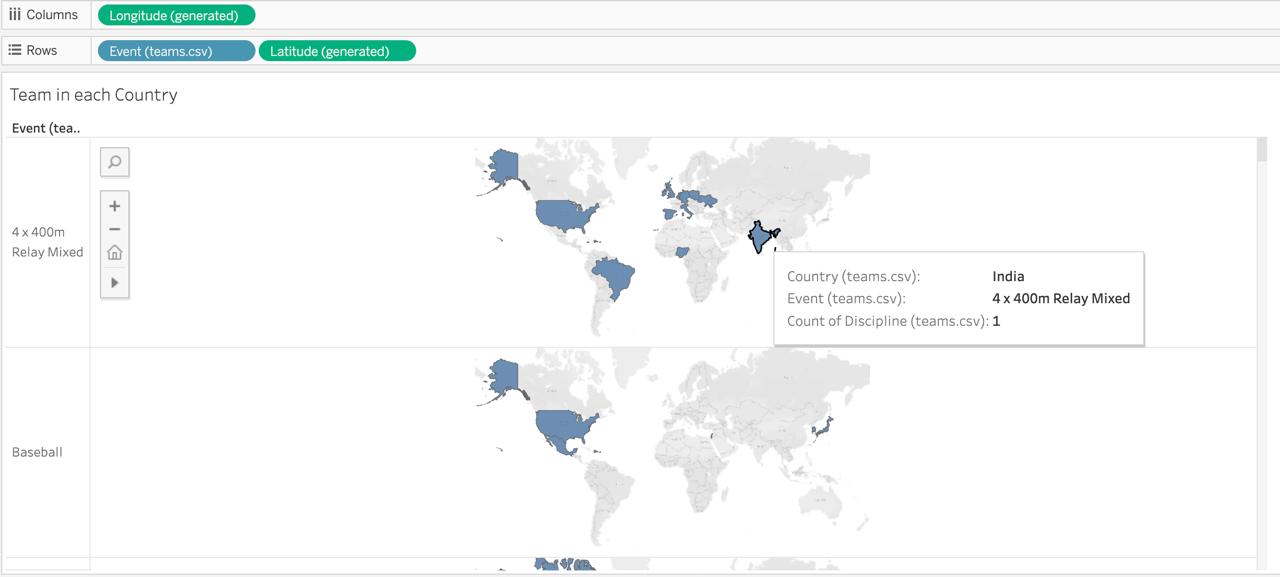 Columns
Longitude (generated)
Rows
Event (teams.csv)
Latitude (generated)
Team in each Country
Event (tea..
4 x 400m
Relay Mixed
Country (teams.csv): India
Event (teams.csv): 4 x 400m Relay Mixed
Count of Discipline (teams.csv): 1
Baseball